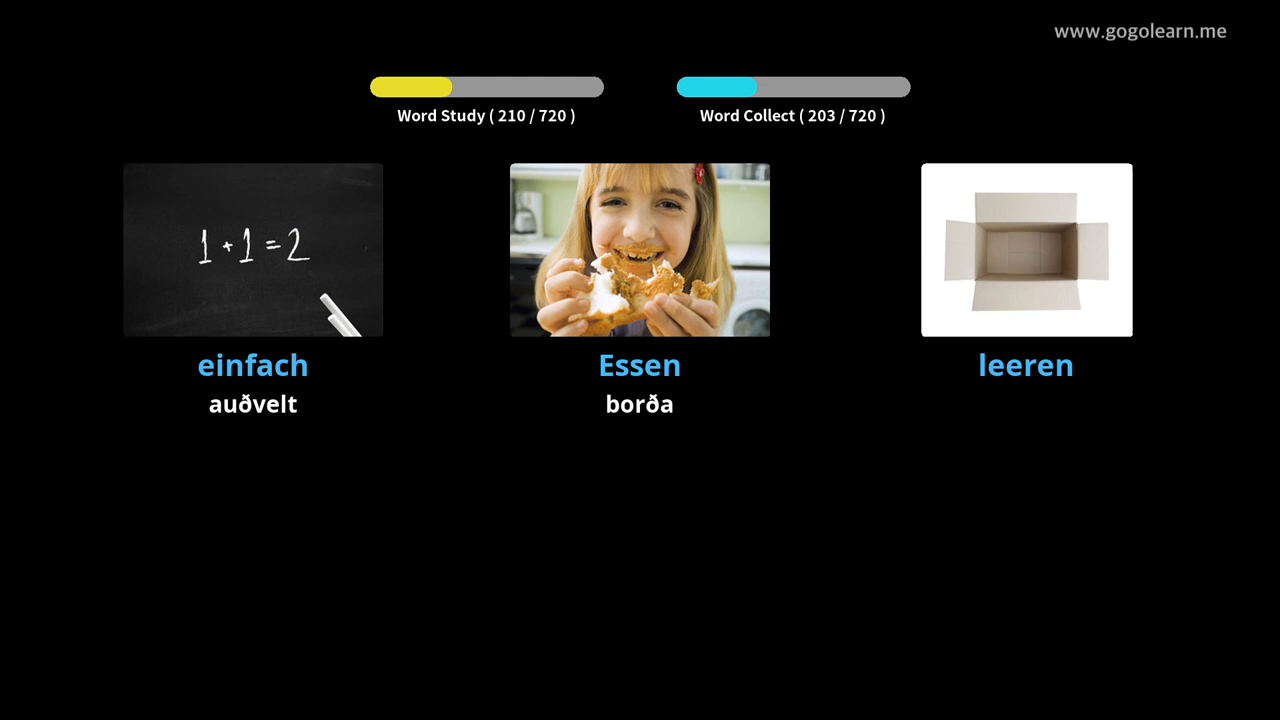 www.gogolearn.me
Word Study ( 210 / 720 )
Word Collect ( 203 / 720 )
1 + 1 = 2
einfach
Essen
leeren
auðvelt
borða